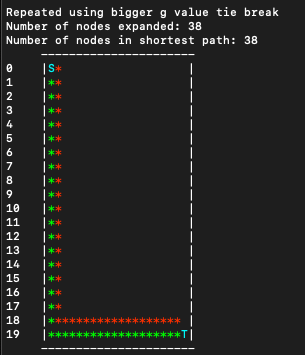 Repeated using bigger g value tie break
Number of nodes expanded: 38
Number of nodes in shortest path: 38
     ----------------------
0    |S*                  |
1    |**                  |
2    |**                  |
3    |**                  |
4    |**                  |
5    |**                  |
6    |**                  |
7    |**                  |
8    |**                  |
9    |**                  |
10   |**                  |
11   |**                  |
12   |**                  |
13   |**                  |
14   |**                  |
15   |**                  |
16   |**                  |
17   |**                  |
18   |******************* |
19   |*******************T|
     ----------------------